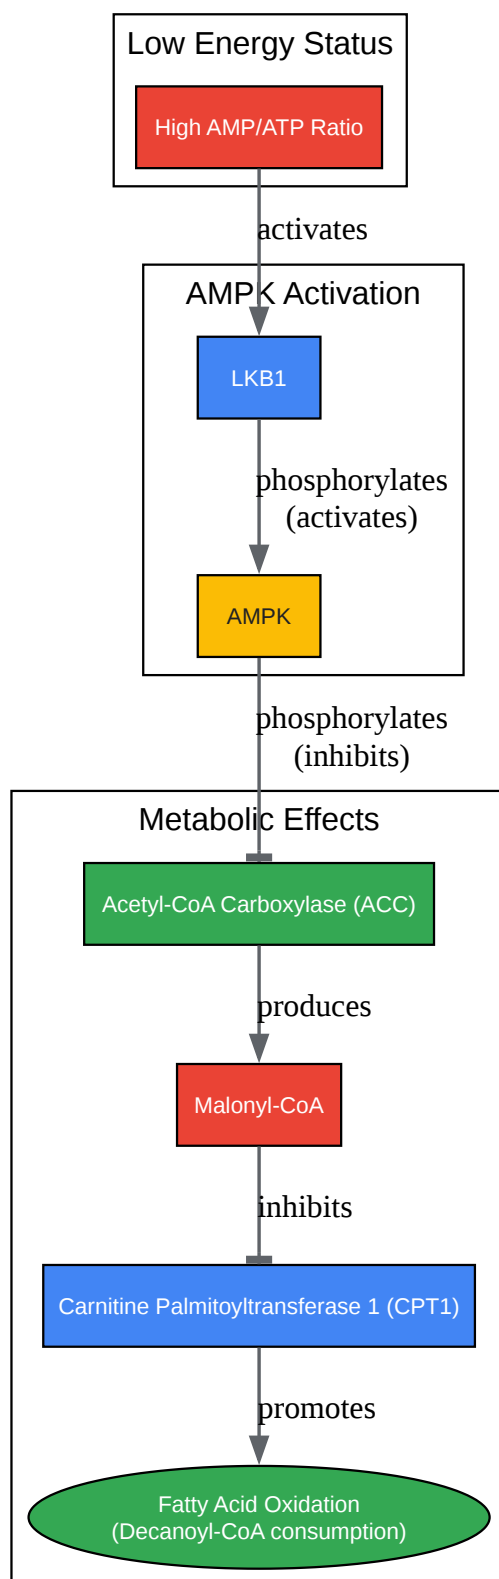 Low Energy Status
High AMP/ATP Ratio
activates
AMPK Activation
LKB1
phosphorylates
(activates)
AMPK
phosphorylates
(inhibits)
Metabolic Effects
Acetyl-CoA Carboxylase (ACC)
produces
Malonyl-CoA
inhibits
Carnitine Palmitoyltransferase 1 (CPT1)
promotes
Fatty Acid Oxidation
(Decanoyl-CoA consumption)